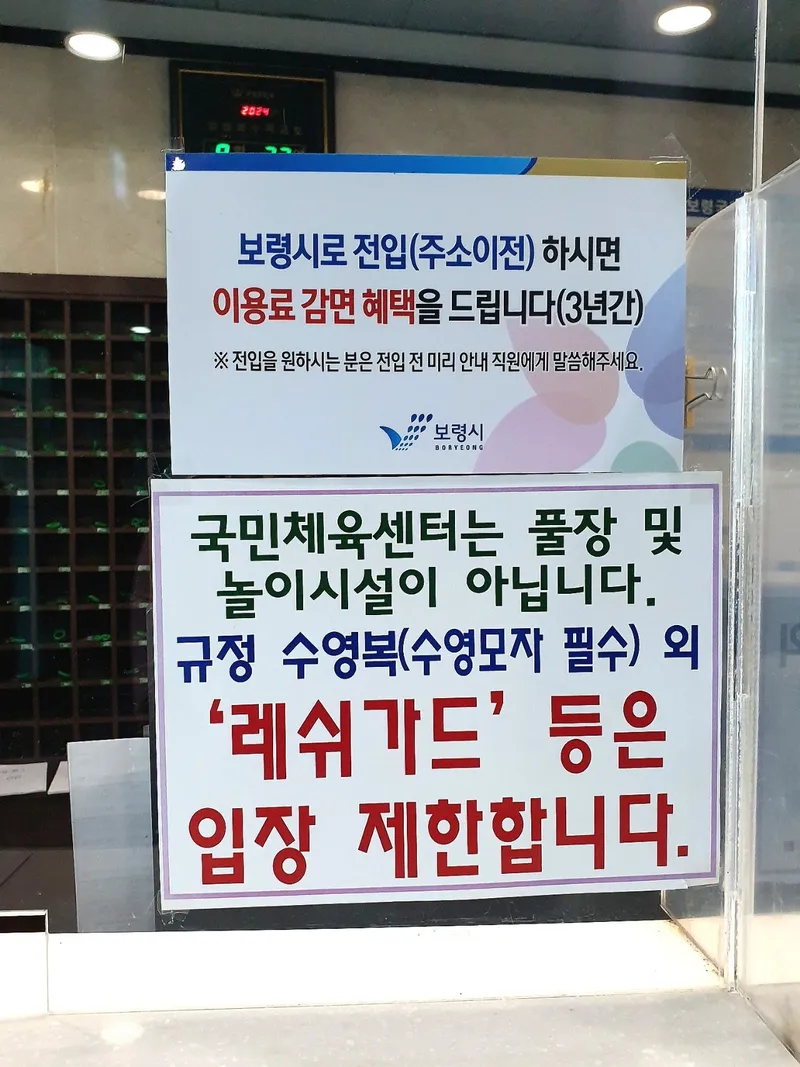 2024
보령시로 전입(주소이전) 하시면
이용료 감면 혜택을 드립니다(3년간)
※ 전입을 원하시는 분은 전입 전 미리 안내 직원에게 말씀해주세요.
보령시
BORYEONG
보령국
국민체육센터는 풀장 및
놀이시설이 아닙니다.
규정 수영복(수영모자 필수) 외
'레쉬가드' 등은
입장 제한합니다.